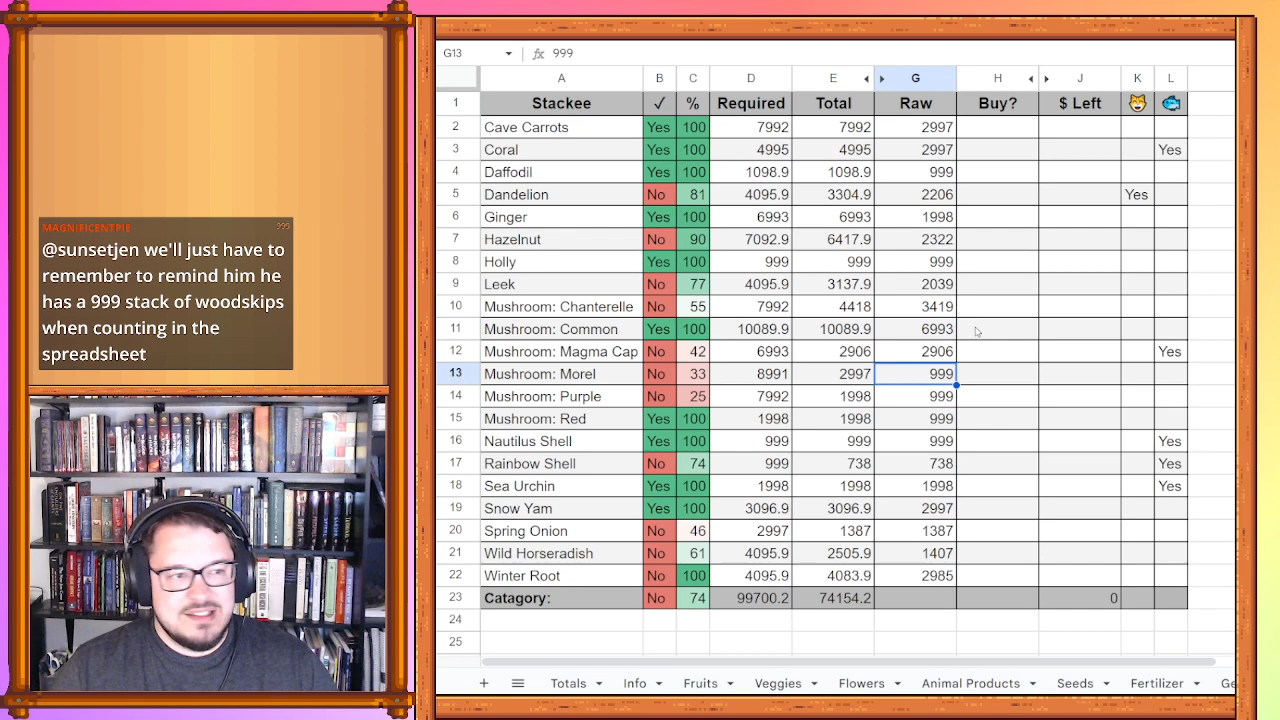 MAGNIFICENTPIE 999
@sunsetjen we'll just have to
remember to remind him he
has a 999 stack of woodskips
when counting in the
spreadsheet
G13 fx 999
A B C D E G H J K L
1 Stackee ✓ % Required Total Raw Buy? $ Left
2 Cave Carrots Yes 100 7992 7992 2997
3 Coral Yes 100 4995 4995 2997 Yes
4 Daffodil Yes 100 1098.9 1098.9 999
5 Dandelion No 81 4095.9 3304.9 2206 Yes
6 Ginger Yes 100 6993 6993 1998
7 Hazelnut No 90 7092.9 6417.9 2322
8 Holly Yes 100 999 999 999
9 Leek No 77 4095.9 3137.9 2039
10 Mushroom: Chanterelle No 55 7992 4418 3419
11 Mushroom: Common Yes 100 10089.9 10089.9 6993
12 Mushroom: Magma Cap No 42 6993 2906 2906 Yes
13 Mushroom: Morel No 33 8991 2997 999
14 Mushroom: Purple No 25 7992 1998 999
15 Mushroom: Red Yes 100 1998 1998 999
16 Nautilus Shell Yes 100 999 999 999 Yes
17 Rainbow Shell No 74 999 738 738 Yes
18 Sea Urchin Yes 100 1998 1998 1998 Yes
19 Snow Yam Yes 100 3096.9 3096.9 2997
20 Spring Onion No 46 2997 1387 1387
21 Wild Horseradish No 61 4095.9 2505.9 1407
22 Winter Root No 100 4095.9 4083.9 2985
23 Catagory: No 74 99700.2 74154.2 0
24
25
+ Totals Info Fruits Veggies Flowers Animal Products Seeds Fertilizer Ge